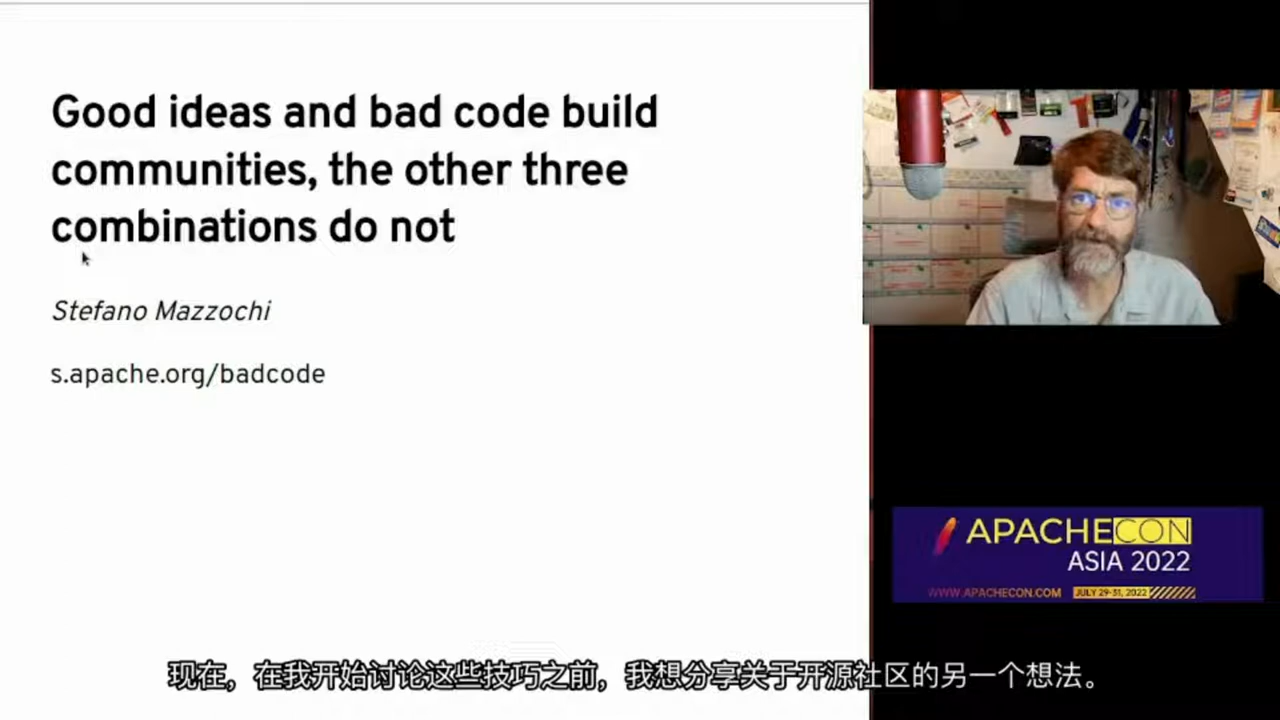 Good ideas and bad code build
communities, the other three
combinations do not
Stefano Mazzochi
s.apache.org/badcode
APACHECON
ASIA 2022
WWW.APACHECON.COM
JULY 29-31, 2022
现在，在我开始讨论这些技巧之前，我想分享关于开源社区的另一个想法。